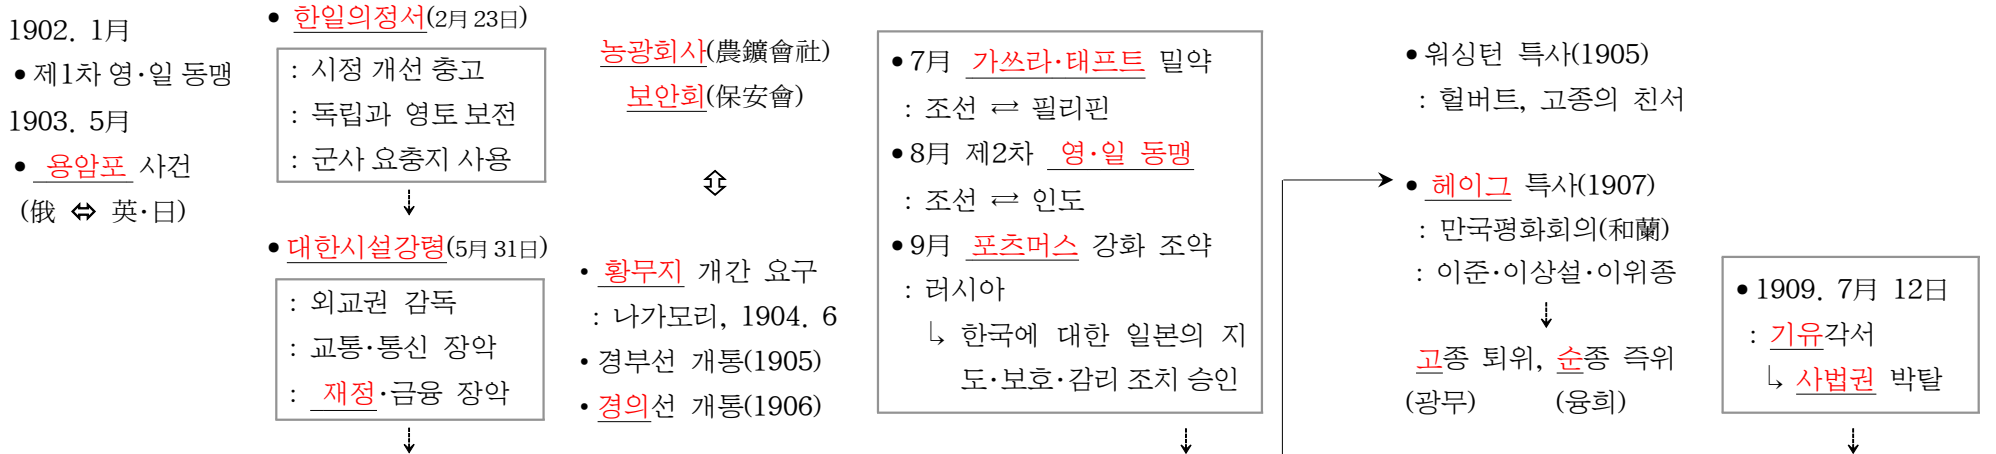 1902. 1月
• 제1차 영·일 동맹
1903. 5月
• 용암포 사건
(俄 ⇔ 英·日)
• 한일의정서(2月 23日)
: 시정 개선 충고
: 독립과 영토 보전
: 군사 요충지 사용
• 대한시설강령(5月 31日)
: 외교권 감독
: 교통·통신 장악
: 재정·금융 장악
농광회사(農鑛會社)
보안회(保安會)
• 황무지 개간 요구
: 나가모리, 1904. 6
• 경부선 개통(1905)
• 경의선 개통(1906)
• 7月 가쓰라·태프트 밀약
: 조선 ⇄ 필리핀
• 8月 제2차 영·일 동맹
: 조선 ⇄ 인도
• 9月 포츠머스 강화 조약
: 러시아
↳ 한국에 대한 일본의 지
도·보호·감리 조치 승인
• 워싱턴 특사(1905)
: 헐버트, 고종의 친서
• 헤이그 특사(1907)
: 만국평화회의(和蘭)
: 이준·이상설·이위종
고종 퇴위, 순종 즉위
(광무) (융희)
• 1909. 7月 12日
: 기유각서
↳ 사법권 박탈